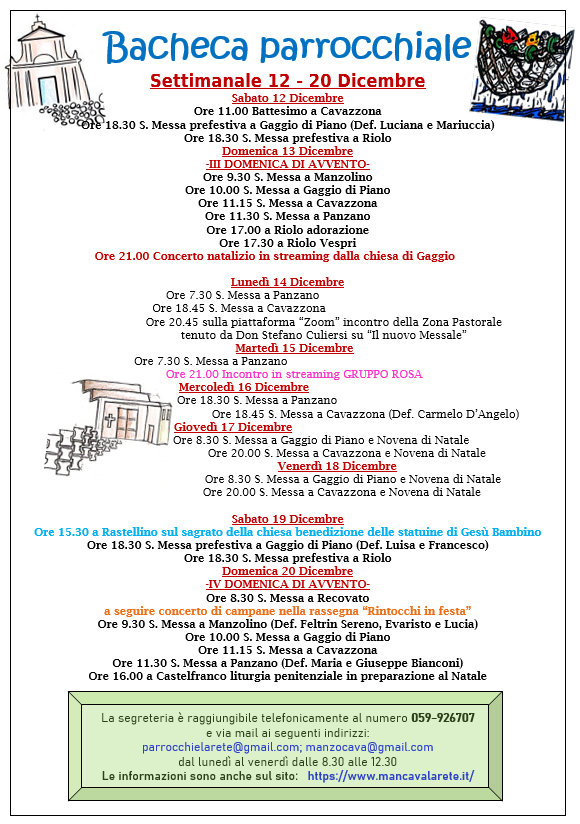 Bacheca parrocchiale
Settimanale 12 - 20 Dicembre
Sabato 12 Dicembre
Ore 11.00 Battesimo a Cavazzona
Ore 18.30 S. Messa prefestiva a Gaggio di Piano (Def. Luciana e Mariuccia)
Ore 18.30 S. Messa prefestiva a Riolo
Domenica 13 Dicembre
-III DOMENICA DI AVVENTO-
Ore 9.30 S. Messa a Manzolino
Ore 10.00 S. Messa a Gaggio di Piano
Ore 11.15 S. Messa a Cavazzona
Ore 11.30 S. Messa a Panzano
Ore 17.00 a Riolo adorazione
Ore 17.30 a Riolo Vespri
Ore 21.00 Concerto natalizio in streaming dalla chiesa di Gaggio
Lunedì 14 Dicembre
Ore 7.30 S. Messa a Panzano
Ore 18.45 S. Messa a Cavazzona
Ore 20.45 sulla piattaforma “Zoom” incontro della Zona Pastorale
tenuto da Don Stefano Culiersi su “Il nuovo Messale”
Martedì 15 Dicembre
Ore 7.30 S. Messa a Panzano
Ore 21.00 Incontro in streaming GRUPPO ROSA
Mercoledì 16 Dicembre
Ore 18.30 S. Messa a Panzano
Ore 18.45 S. Messa a Cavazzona (Def. Carmelo D’Angelo)
Giovedì 17 Dicembre
Ore 8.30 S. Messa a Gaggio di Piano e Novena di Natale
Ore 20.00 S. Messa a Cavazzona e Novena di Natale
Venerdì 18 Dicembre
Ore 8.30 S. Messa a Gaggio di Piano e Novena di Natale
Ore 20.00 S. Messa a Cavazzona e Novena di Natale
Sabato 19 Dicembre
Ore 15.30 a Rastellino sul sagrato della chiesa benedizione delle statuine di Gesù Bambino
Ore 18.30 S. Messa prefestiva a Gaggio di Piano (Def. Luisa e Francesco)
Ore 18.30 S. Messa prefestiva a Riolo
Domenica 20 Dicembre
-IV DOMENICA DI AVVENTO-
Ore 8.30 S. Messa a Recovato
a seguire concerto di campane nella rassegna “Rintocchi in festa”
Ore 9.30 S. Messa a Manzolino (Def. Feltrin Sereno, Evaristo e Lucia)
Ore 10.00 S. Messa a Gaggio di Piano
Ore 11.15 S. Messa a Cavazzona
Ore 11.30 S. Messa a Panzano (Def. Maria e Giuseppe Bianconi)
Ore 16.00 a Castelfranco liturgia penitenziale in preparazione al Natale
La segreteria è raggiungibile telefonicamente al numero 059-926707
e via mail ai seguenti indirizzi:
parrocchielarete@gmail.com; manzocava@gmail.com
dal lunedì al venerdì dalle 8.30 alle 12.30
Le informazioni sono anche sul sito: https://www.mancavalarete.it/